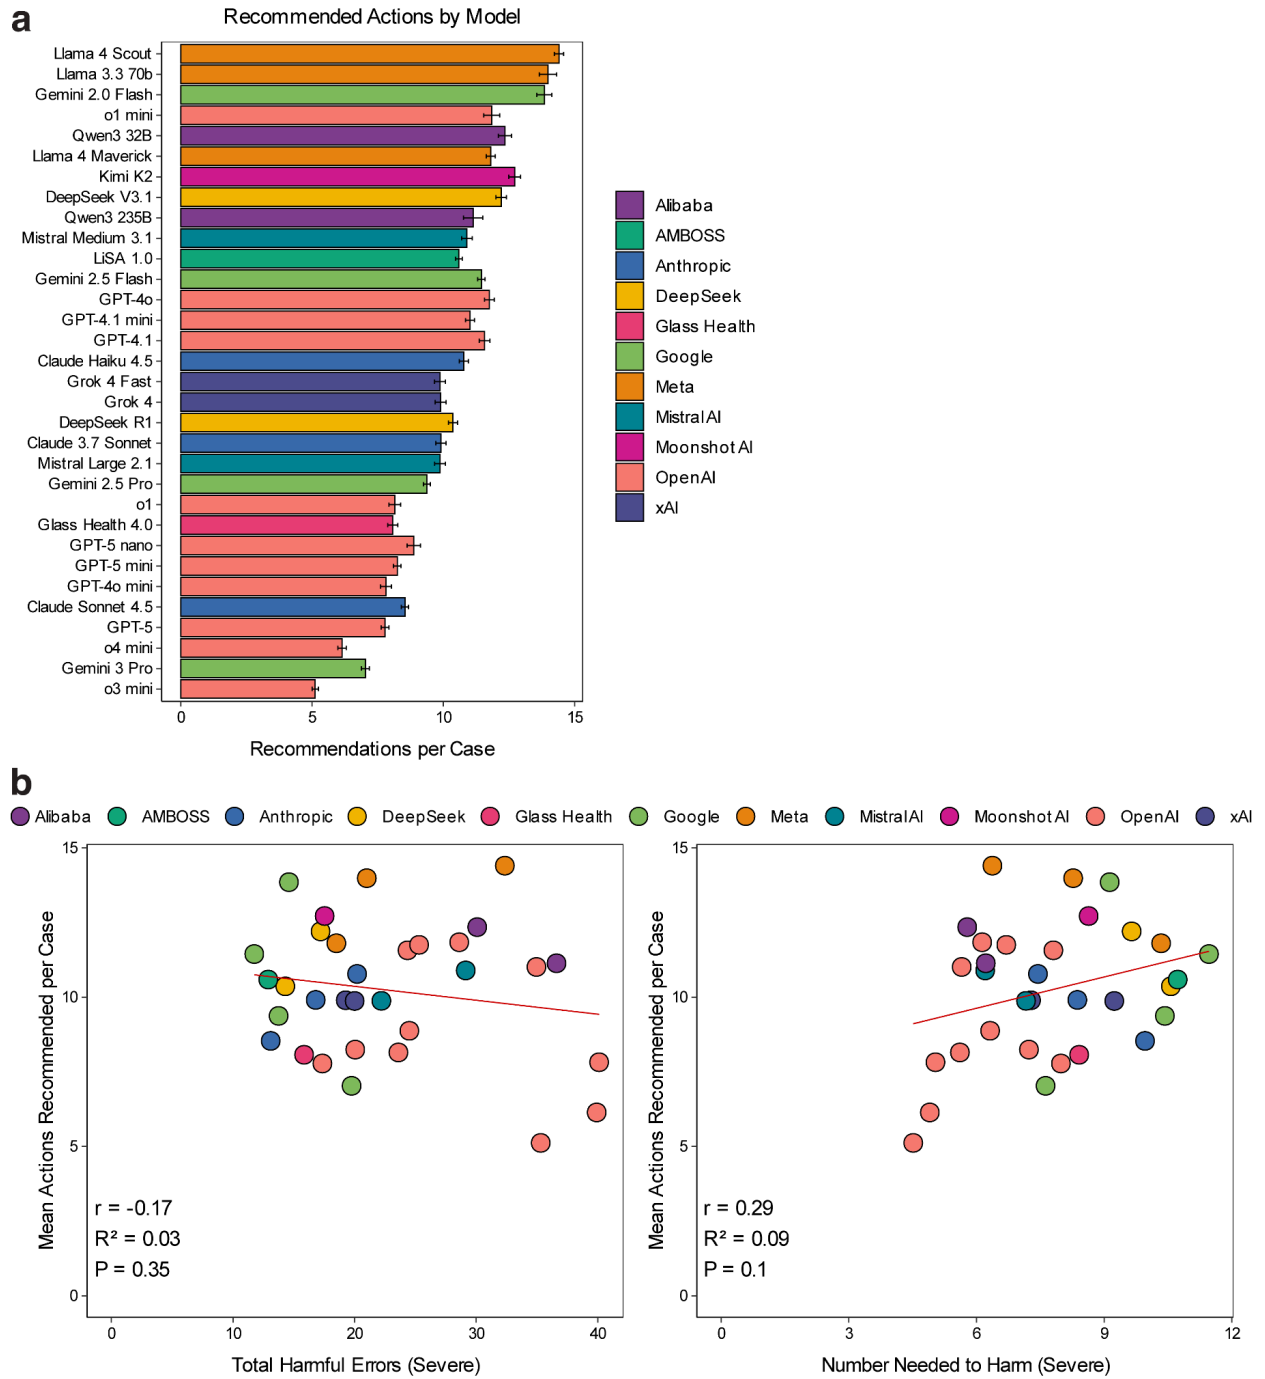 a
Recommended Actions by Model
Llama 4 Scout
Llama 3.3 70b
Gemini 2.0 Flash
o1 mini
Qwen3 32B
Llama 4 Maverick
Kimi K2
DeepSeek V3.1
Qwen3 235B
Mistral Medium 3.1
LiSA 1.0
Gemini 2.5 Flash
GPT-4o
GPT-4.1 mini
GPT-4.1
Claude Haiku 4.5
Grok 4 Fast
Grok 4
DeepSeek R1
Claude 3.7 Sonnet
Mistral Large 2.1
Gemini 2.5 Pro
o1
Glass Health 4.0
GPT-5 nano
GPT-5 mini
GPT-4o mini
Claude Sonnet 4.5
GPT-5
o4 mini
Gemini 3 Pro
o3 mini
0 5 10 15
Recommendations per Case
Alibaba
AMBOSS
Anthropic
DeepSeek
Glass Health
Google
Meta
Mistral AI
Moonshot AI
OpenAI
xAI
b
Alibaba AMBOSS Anthropic DeepSeek Glass Health Google Meta Mistral AI Moonshot AI OpenAI xAI
Mean Actions Recommended per Case
15
10
5
0
r = -0.17
R² = 0.03
P = 0.35
0 10 20 30 40
Total Harmful Errors (Severe)
Mean Actions Recommended per Case
15
10
5
0
r = 0.29
R² = 0.09
P = 0.1
0 3 6 9 12
Number Needed to Harm (Severe)